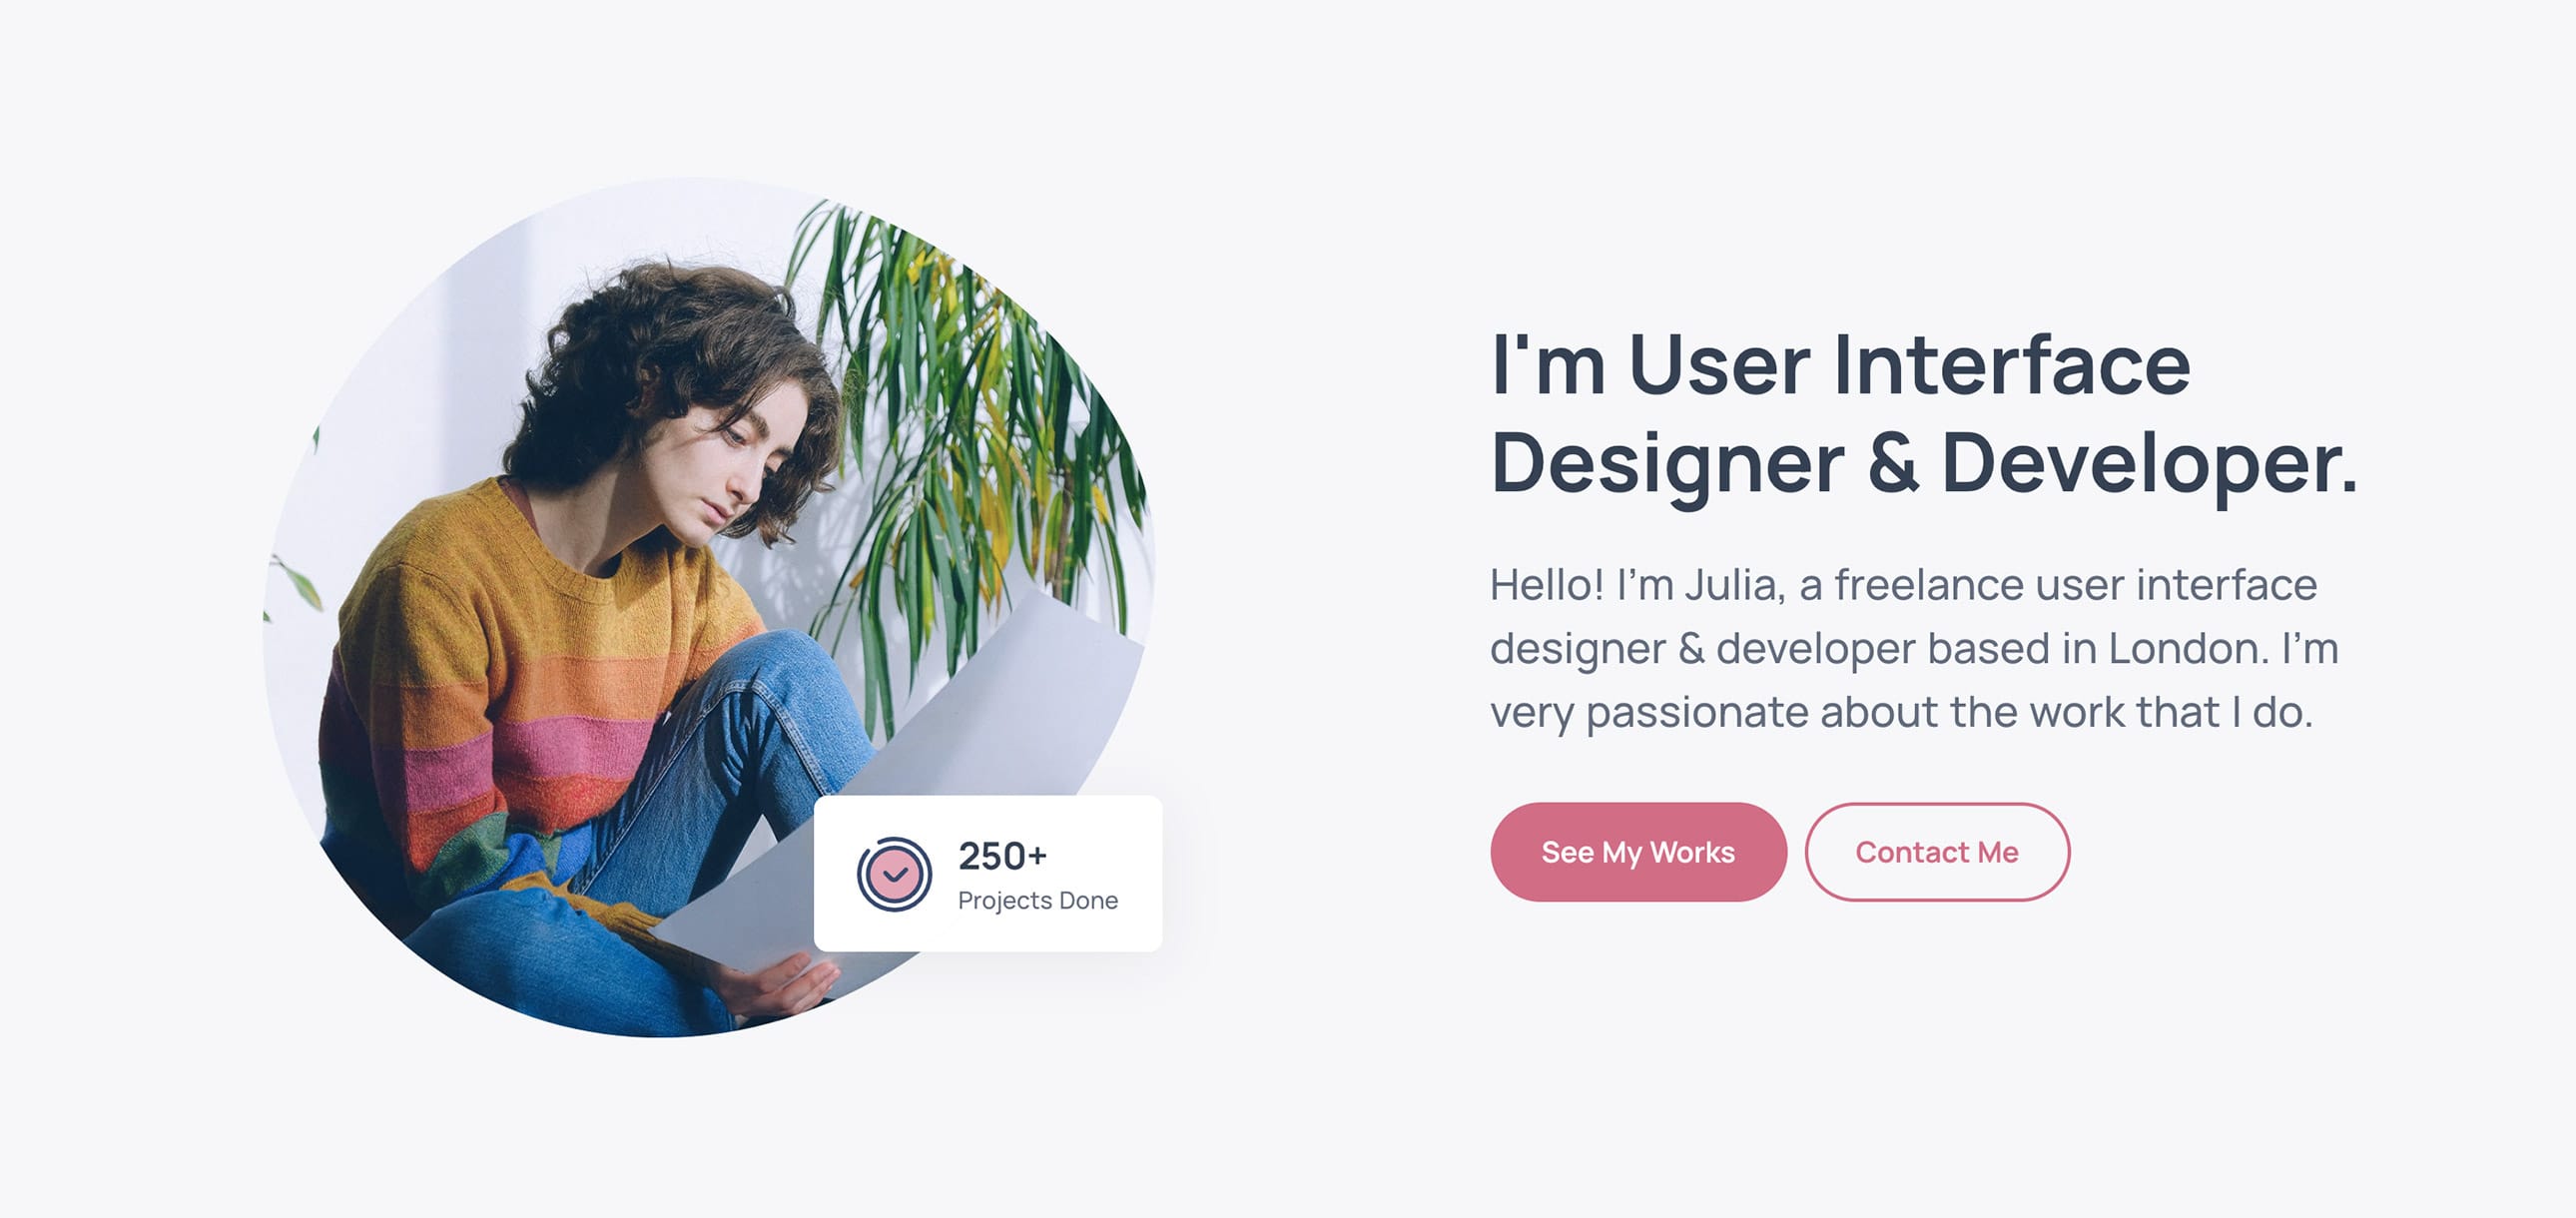 I'm User Interface
Designer & Developer.
Hello! I’m Julia, a freelance user interface
designer & developer based in London. I’m
very passionate about the work that I do.
See My Works
Contact Me
250+
Projects Done